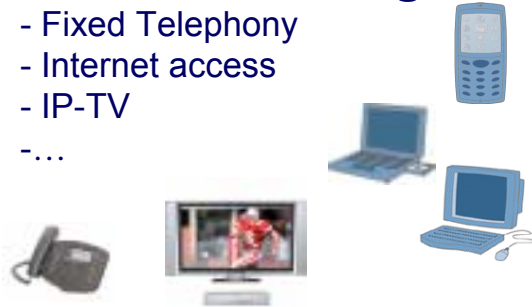 - Fixed Telephony
- Internet access
- IP-TV
-…